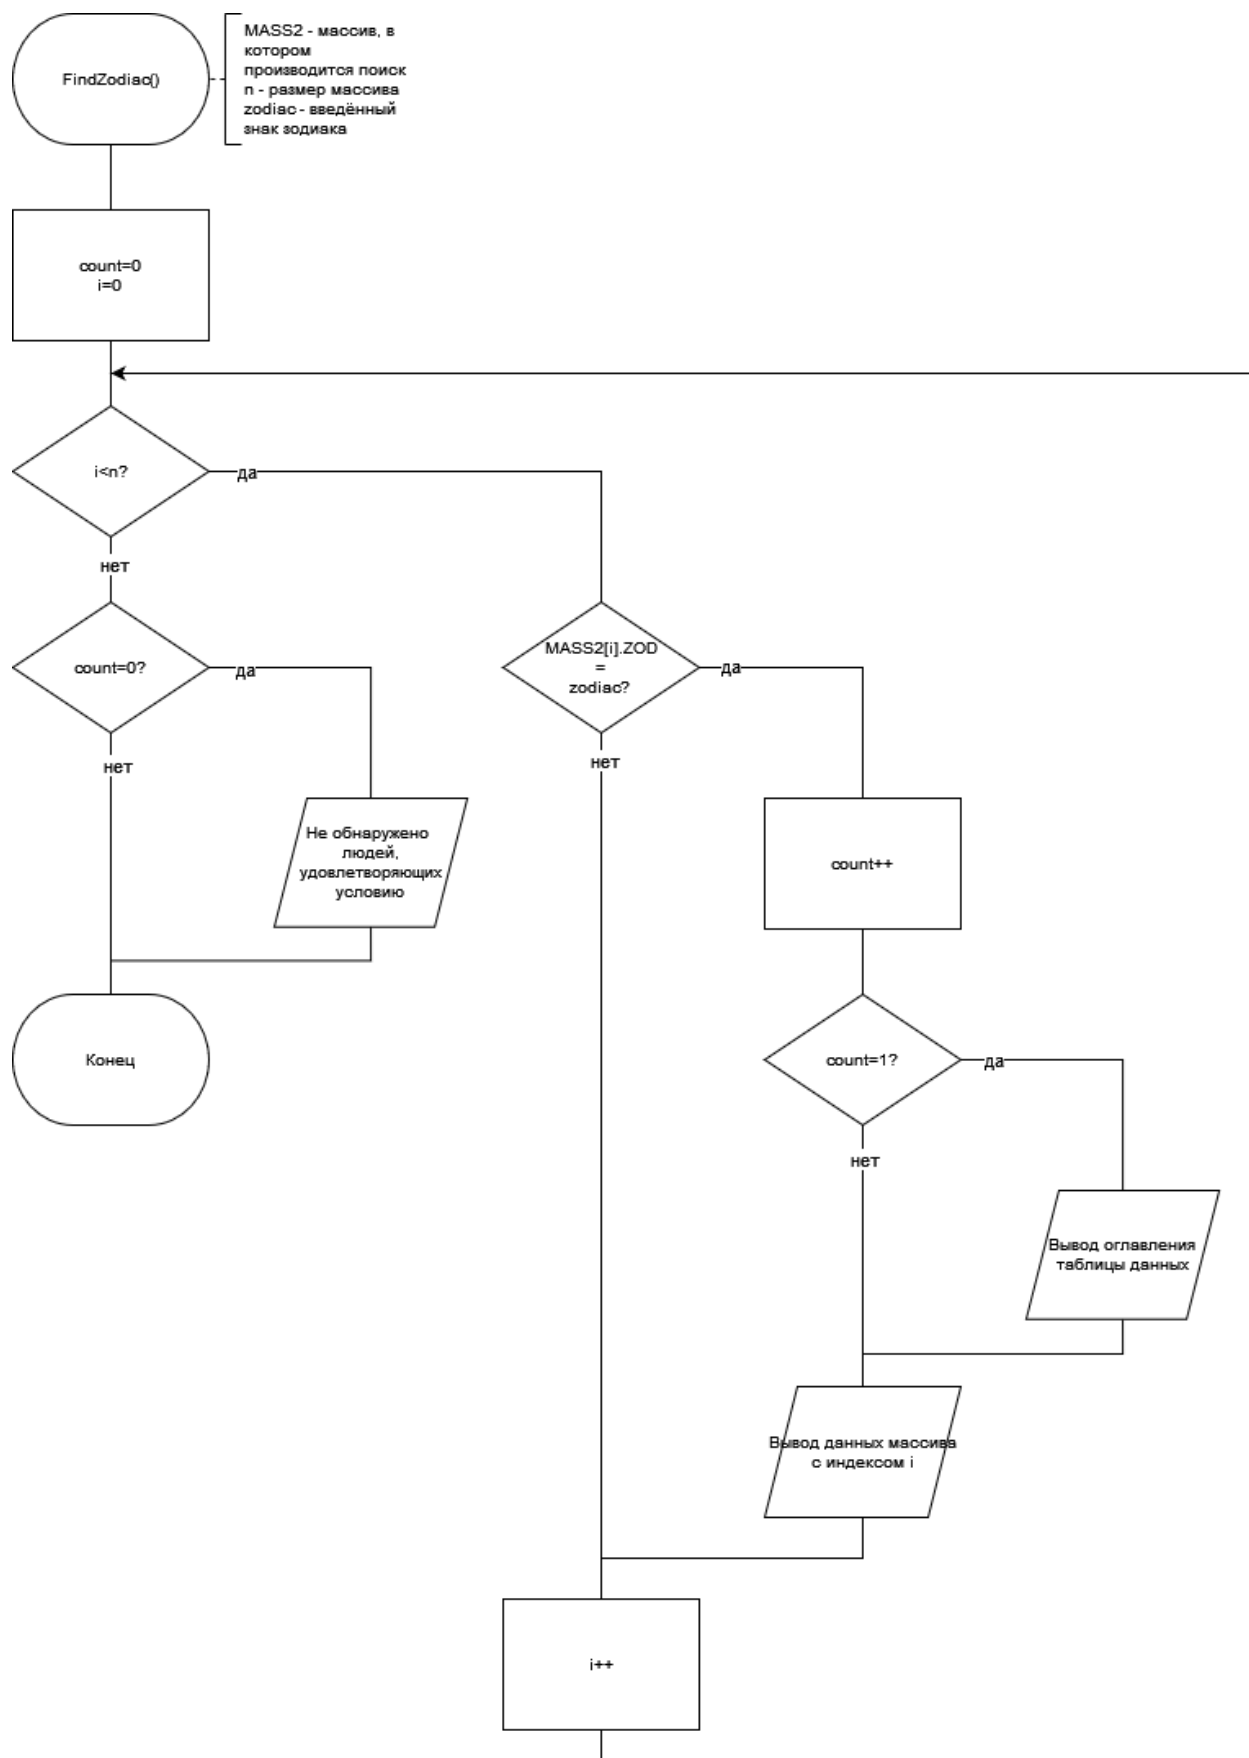 FindZodiac()
MASS2 - массив, в
котором
производится поиск
n - размер массива
zodiac - введённый
знак зодиака
count=0
i=0
i<n?
да
нет
count=0?
да
нет
Не обнаружено
людей,
удовлетворяющих
условию
Конец
MASS2[i].ZOD
=
zodiac?
да
нет
count++
count=1?
да
нет
Вывод оглавления
таблицы данных
Вывод данных массива
с индексом i
i++